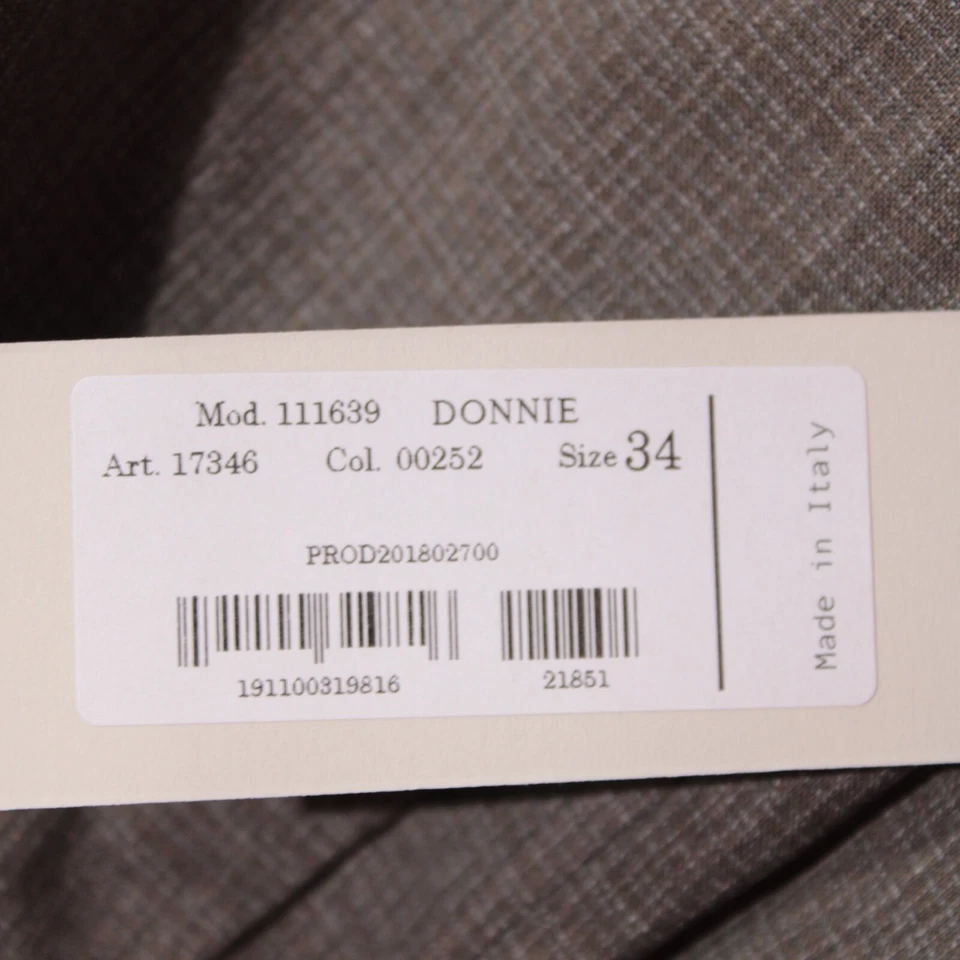 Mod. 111639 DONNIE
Art. 17346 Col. 00252 Size 34
PROD201802700
191100319816 21851
Made in Italy